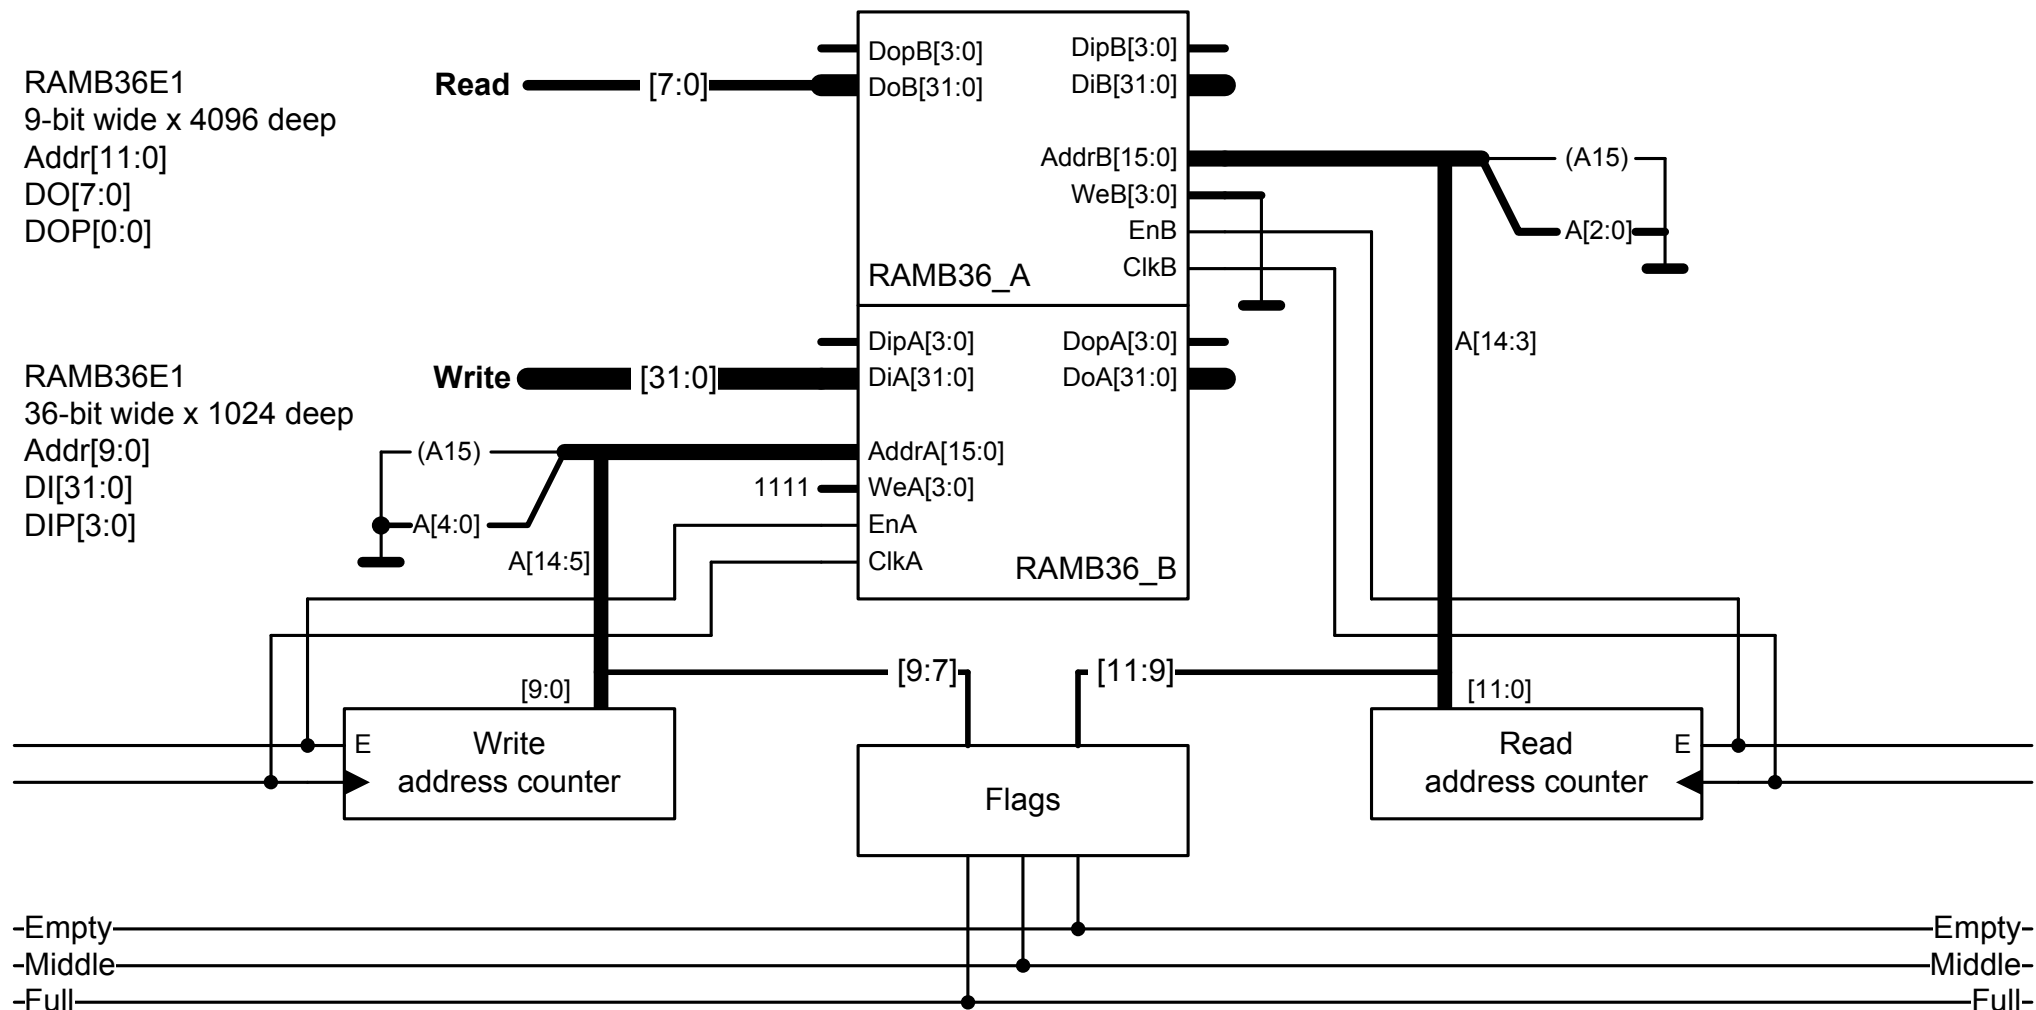 RAMB36E1
9-bit wide x 4096 deep
Addr[11:0]
DO[7:0]
DOP[0:0]
Read [7:0]
DopB[3:0] DipB[3:0]
DoB[31:0] DiB[31:0]
AddrB[15:0]
WeB[3:0]
EnB
ClkB
RAMB36_A
(A15)
A[2:0]
A[14:3]
RAMB36E1
36-bit wide x 1024 deep
Addr[9:0]
DI[31:0]
DIP[3:0]
Write [31:0]
DipA[3:0] DopA[3:0]
DiA[31:0] DoA[31:0]
(A15) AddrA[15:0]
1111 WeA[3:0]
A[4:0] EnA
A[14:5] ClkA
RAMB36_B
[9:7] [11:9]
[9:0] [11:0]
E Write
address counter
Flags
Read E
address counter
Empty Empty
Middle Middle
Full Full